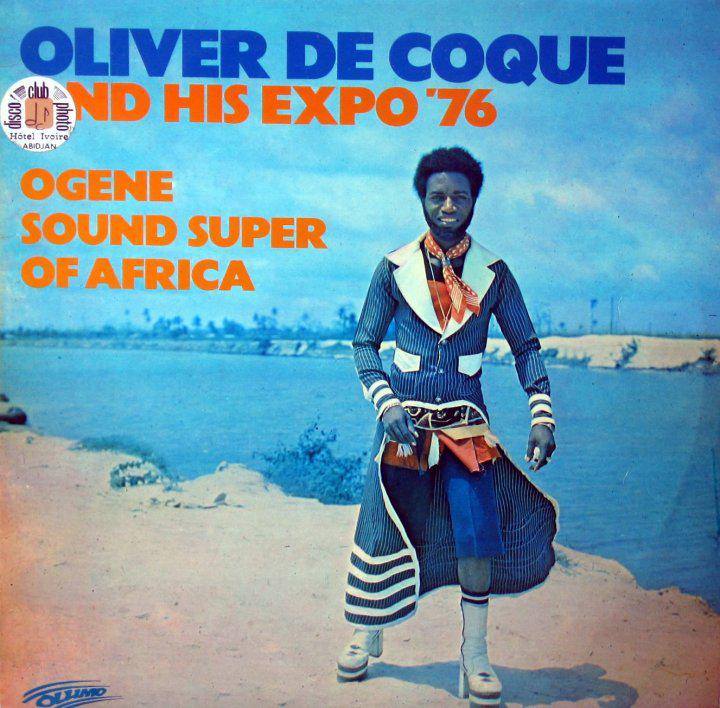 OLIVER DE COQUE
AND HIS EXPO '76
disco club photo
Hôtel Ivoire
ABIDJAN
OGENE
SOUND SUPER
OF AFRICA
OLUMO